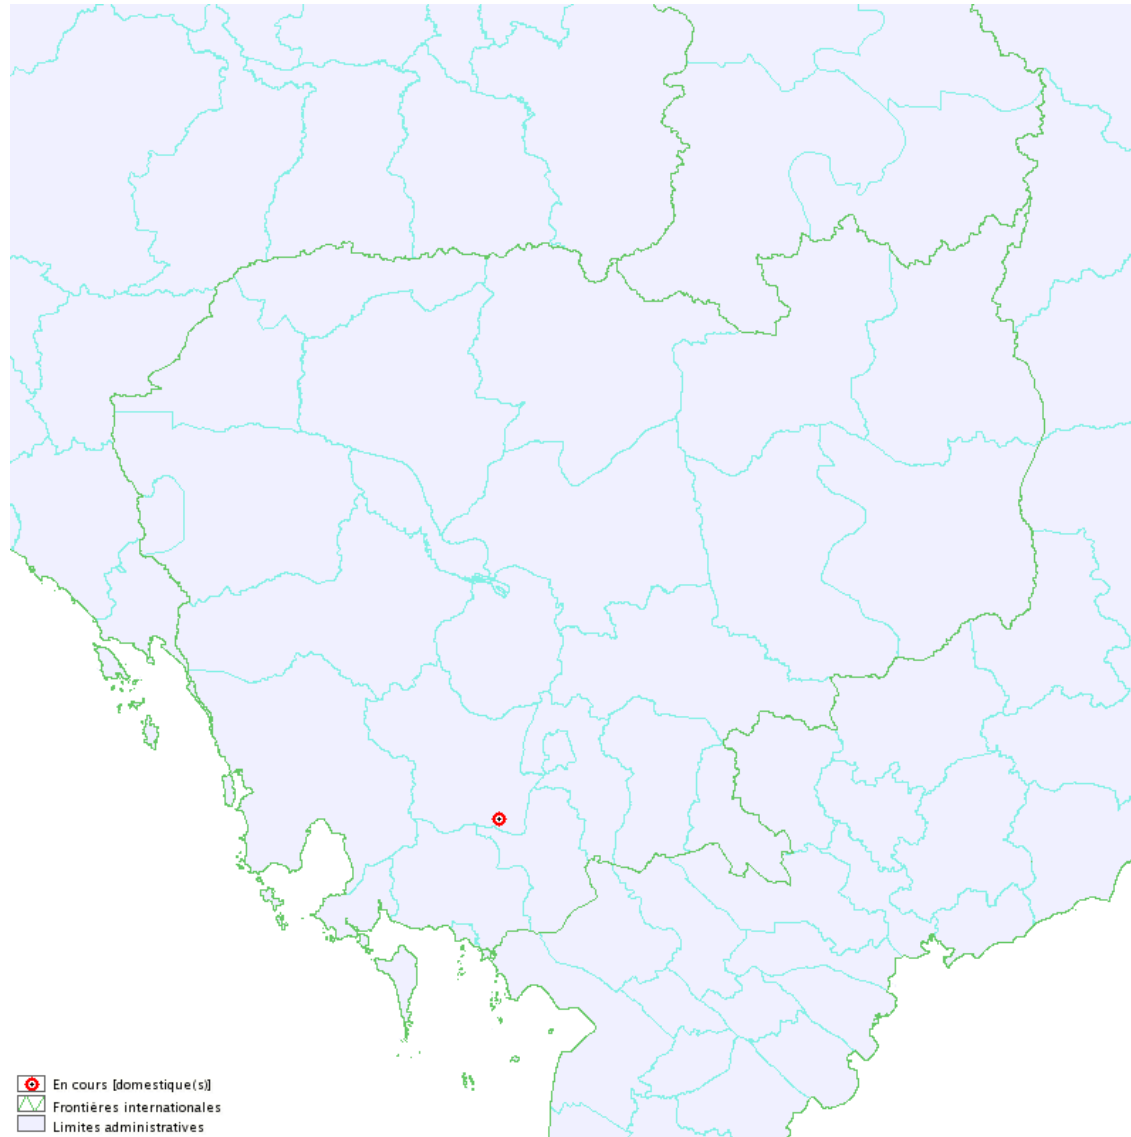 En cours [domestique(s)]
Frontières internationales
Limites administratives